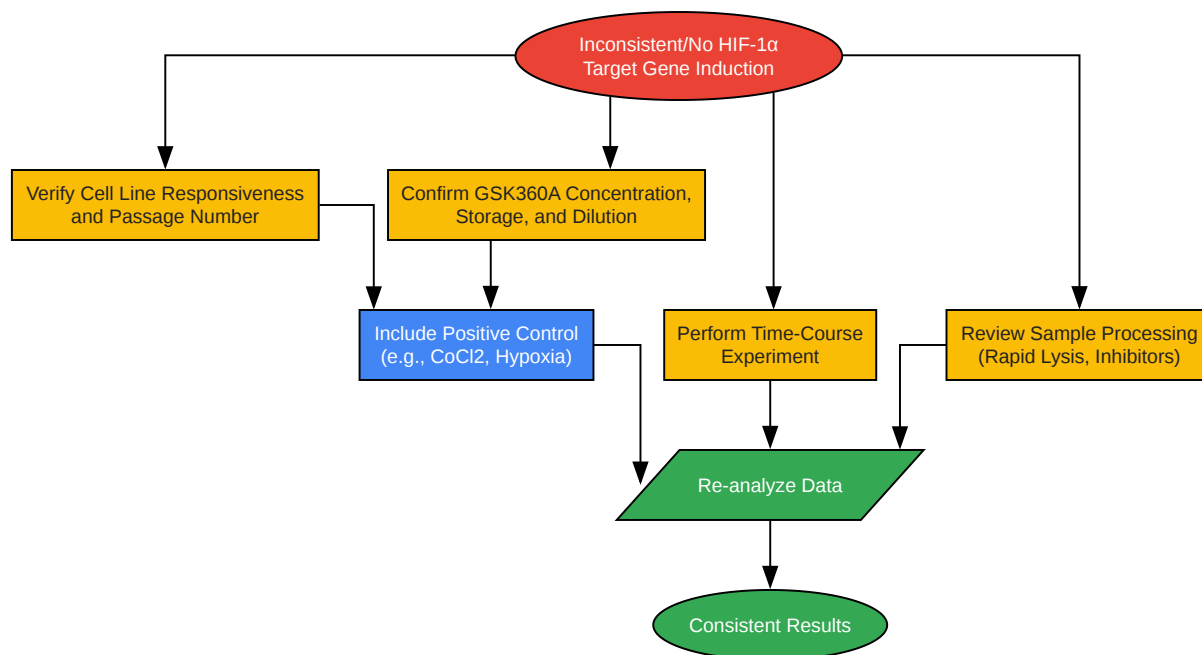 Inconsistent/No HIF-1α
Target Gene Induction
Verify Cell Line Responsiveness
and Passage Number
Confirm GSK360A Concentration,
Storage, and Dilution
Include Positive Control
(e.g., CoCl2, Hypoxia)
Perform Time-Course
Experiment
Review Sample Processing
(Rapid Lysis, Inhibitors)
Re-analyze Data
Consistent Results